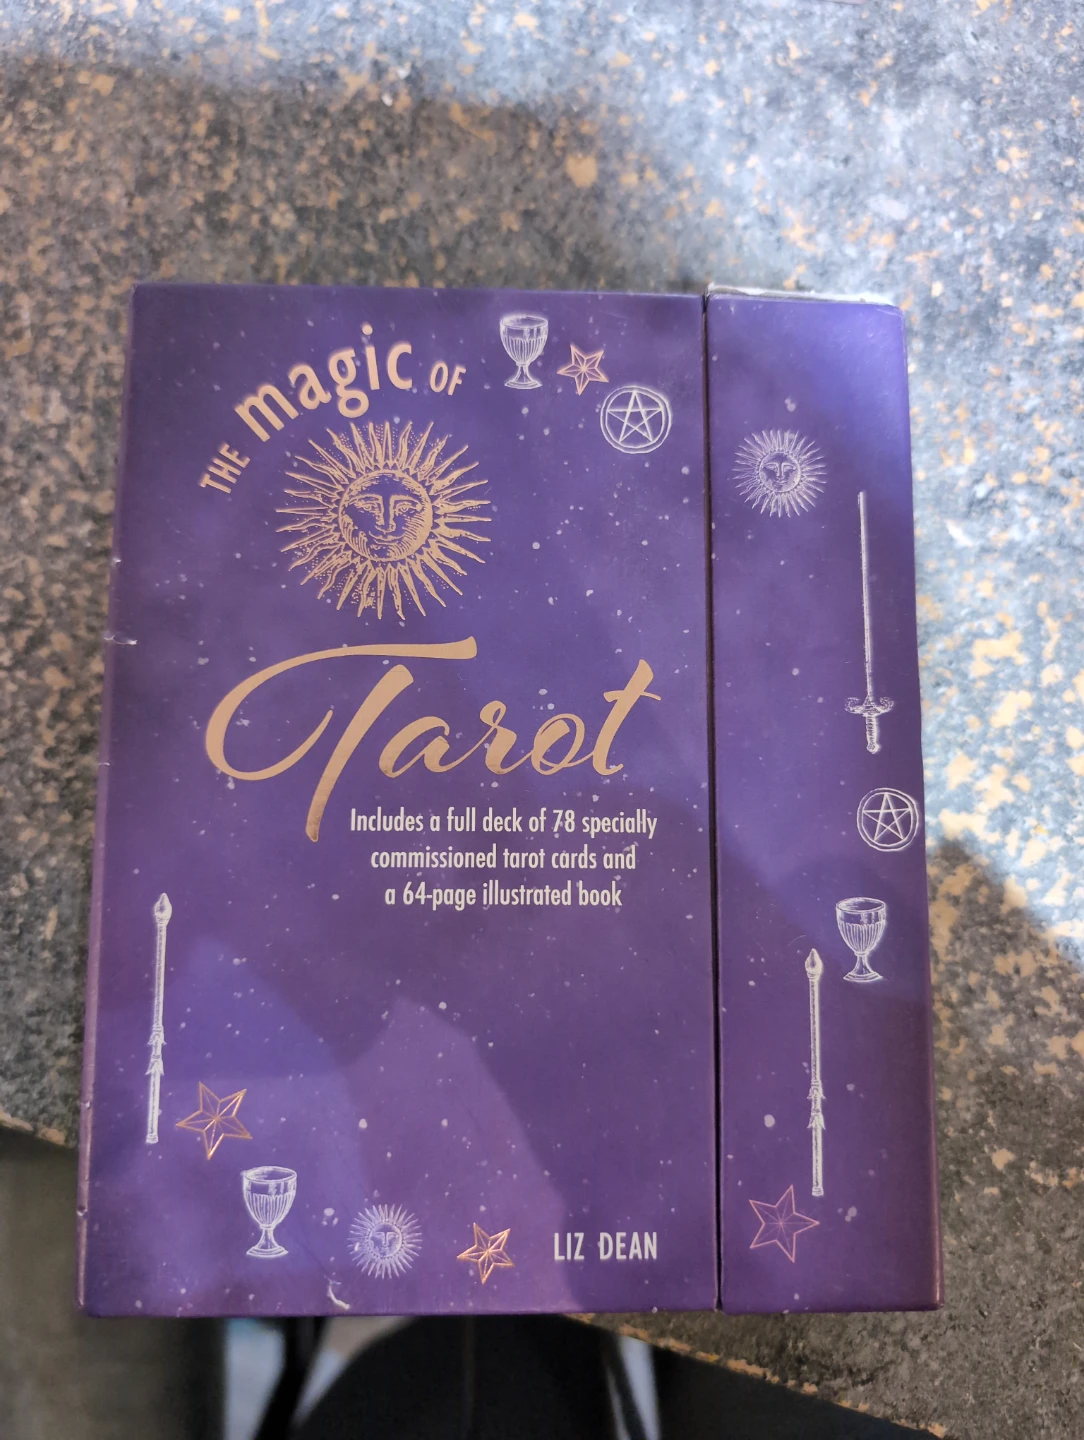 THE magic OF
Tarot
Includes a full deck of 78 specially
commissioned tarot cards and
a 64-page illustrated book
LIZ DEAN